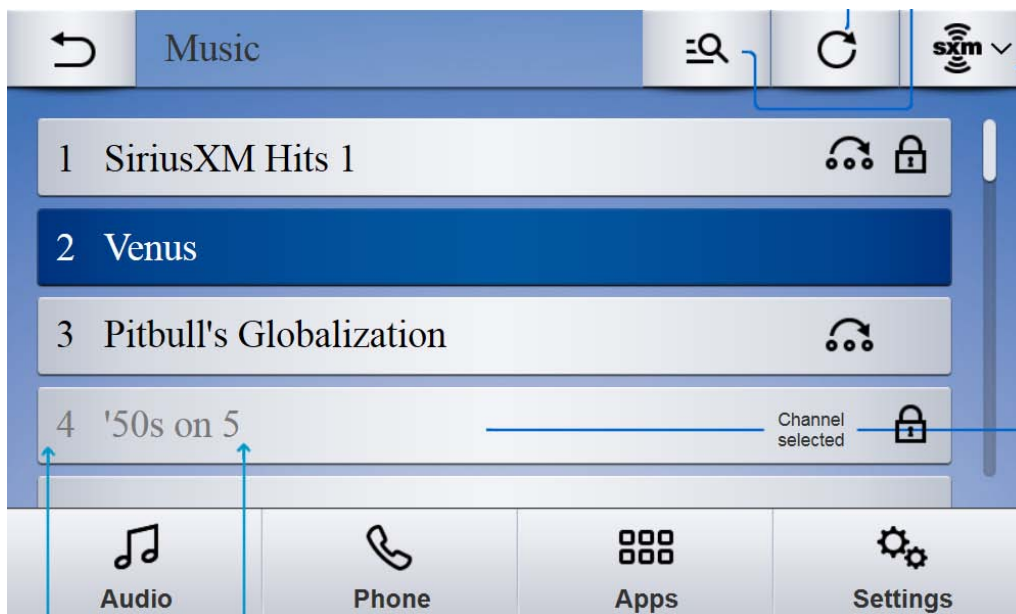 Music
sxm
1 SiriusXM Hits 1
2 Venus
3 Pitbull's Globalization
4 '50s on 5
Channel
selected
Audio Phone Apps Settings